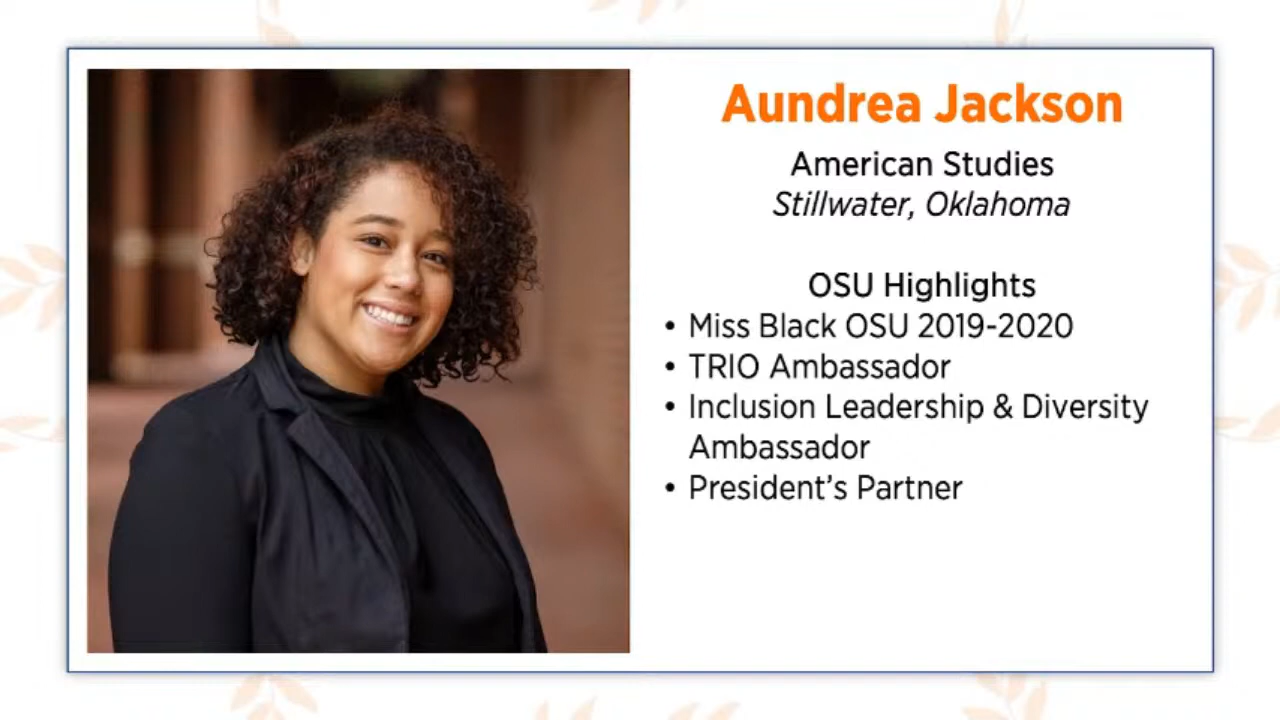 Aundrea Jackson
American Studies
Stillwater, Oklahoma
OSU Highlights
• Miss Black OSU 2019-2020
• TRIO Ambassador
• Inclusion Leadership & Diversity
Ambassador
• President’s Partner